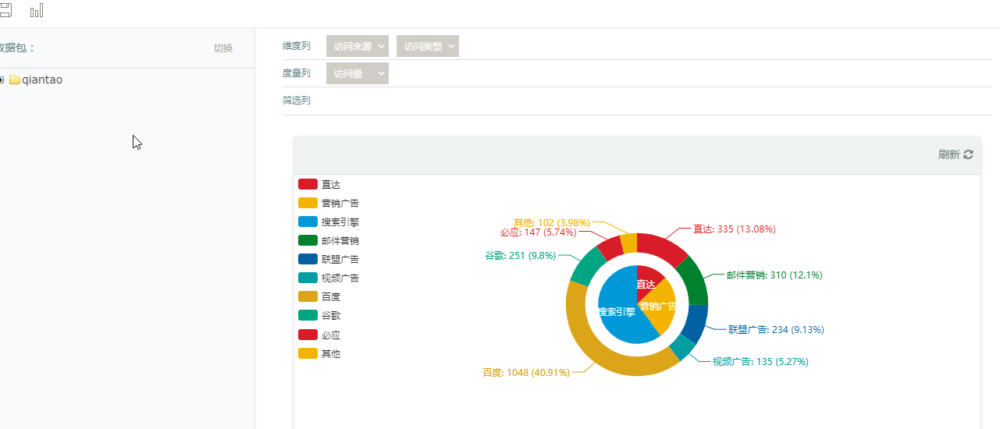 数据包：
切换
qiantao
维度列 访问来源 访问类型
度量列 访问量
筛选列
刷新
直达
营销广告
搜索引擎
邮件营销
联盟广告
视频广告
百度
谷歌
必应
其他
其他: 102 (3.98%)
必应: 147 (5.74%)
谷歌: 251 (9.8%)
百度: 1048 (40.91%)
直达: 335 (13.08%)
邮件营销: 310 (12.1%)
联盟广告: 234 (9.13%)
视频广告: 135 (5.27%)
直达
营销广告
搜索引擎